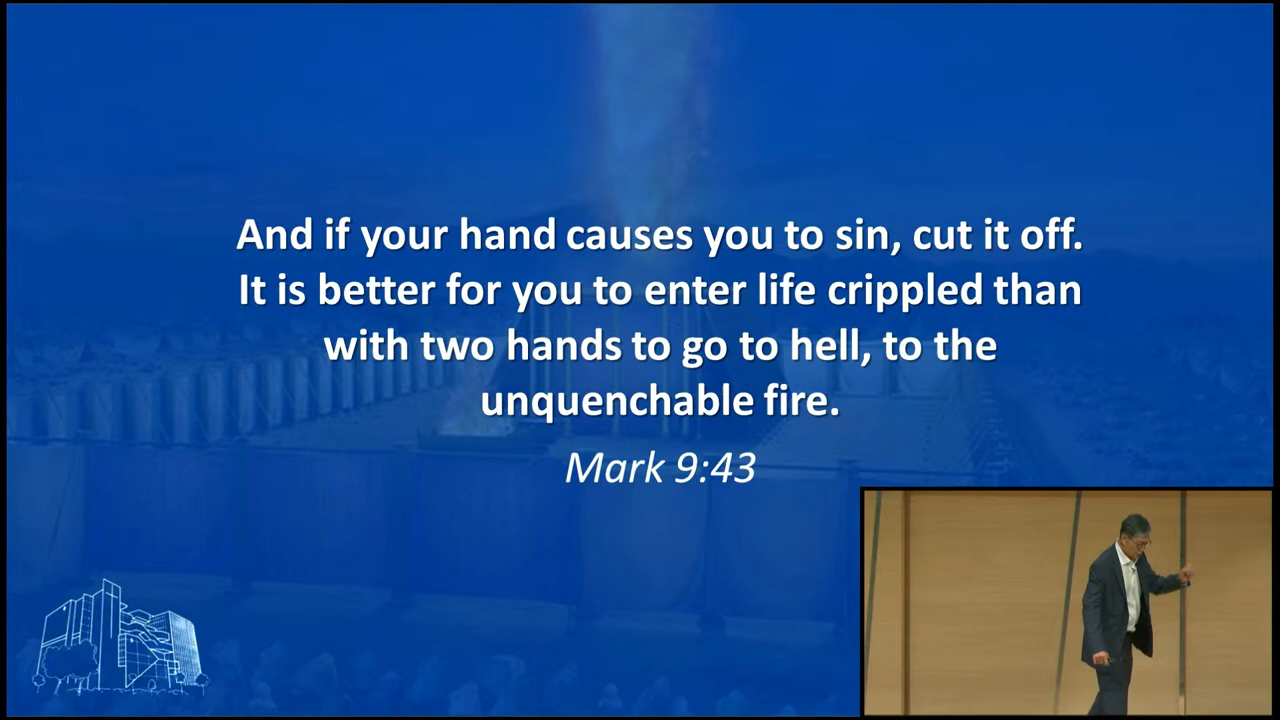 And if your hand causes you to sin, cut it off.
It is better for you to enter life crippled than
with two hands to go to hell, to the
unquenchable fire.
Mark 9:43